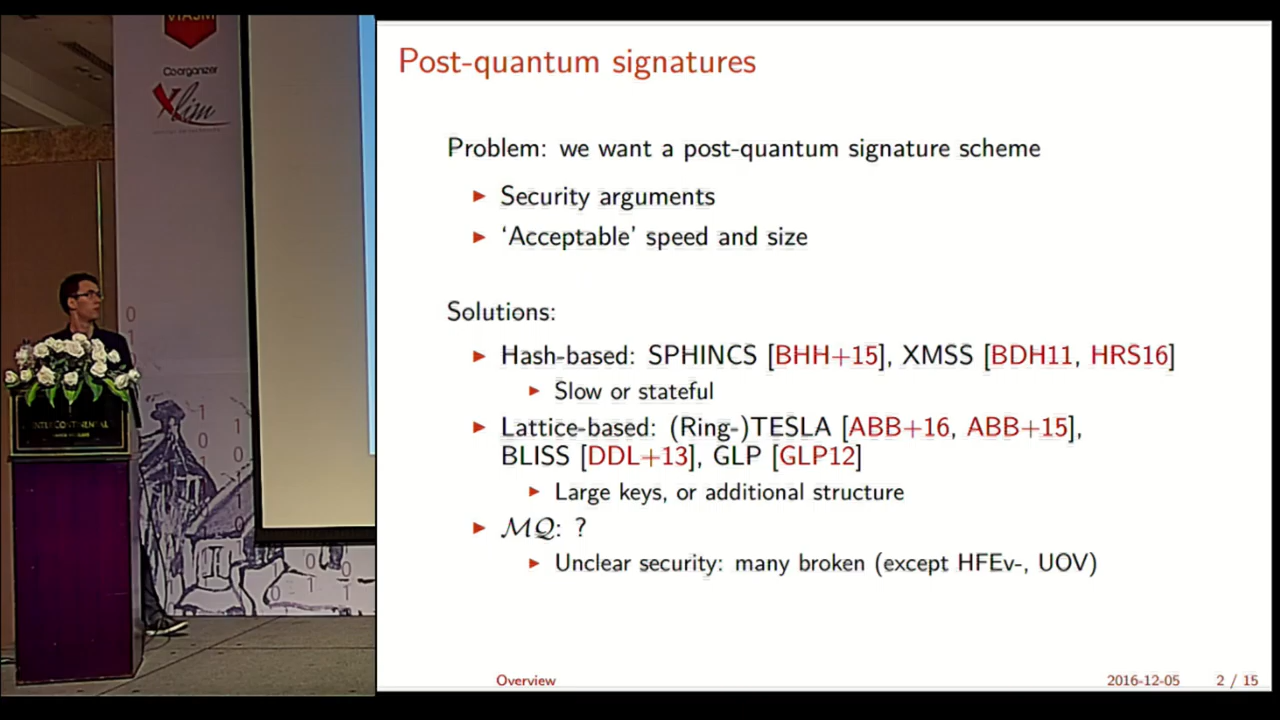 VIASM
Coorganizer
Xlim
Post-quantum signatures
Problem: we want a post-quantum signature scheme
▶ Security arguments
▶ ‘Acceptable’ speed and size
Solutions:
▶ Hash-based: SPHINCS [BHH+15], XMSS [BDH11, HRS16]
▶ Slow or stateful
▶ Lattice-based: (Ring-)TESLA [ABB+16, ABB+15],
BLISS [DDL+13], GLP [GLP12]
▶ Large keys, or additional structure
▶ MQ: ?
▶ Unclear security: many broken (except HFEv-, UOV)
Overview
2016-12-05 2 / 15